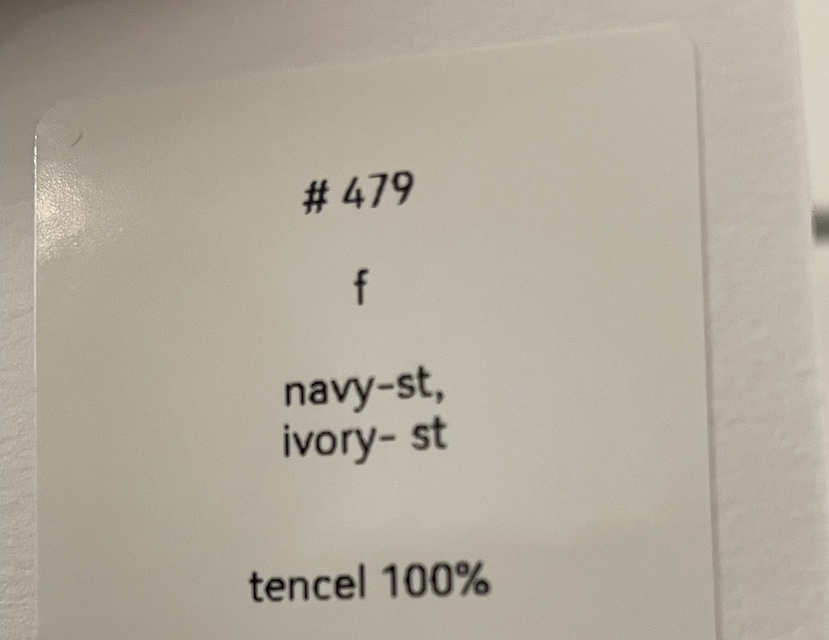 # 479
f
navy-st,
ivory- st
tencel 100%